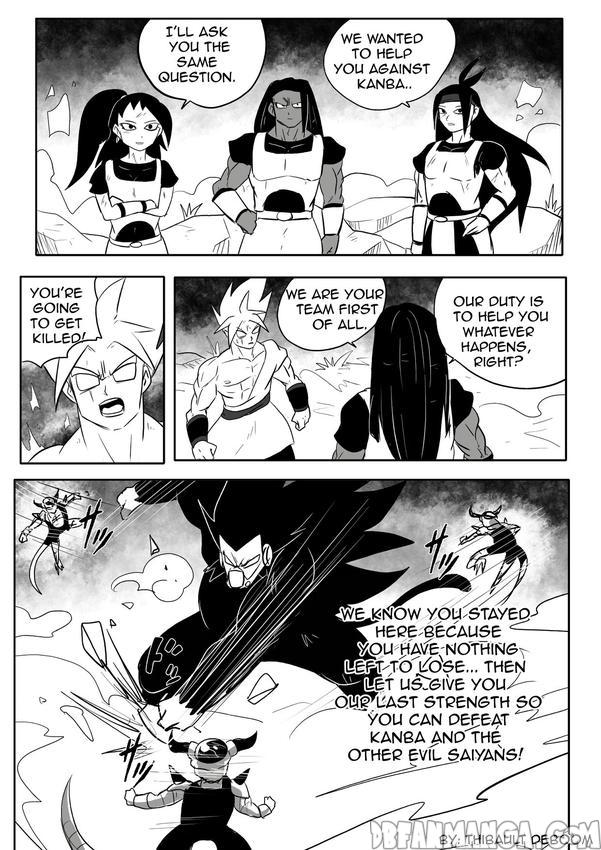 I'LL ASK
YOU THE
SAME
QUESTION.
WE WANTED
TO HELP
YOU AGAINST
KANBA..
YOU'RE
GOING
TO GET
KILLED!
WE ARE YOUR
TEAM FIRST
OF ALL.
OUR DUTY IS
TO HELP YOU
WHATEVER
HAPPENS,
RIGHT?
WE KNOW YOU STAYED
HERE BECAUSE
YOU HAVE NOTHING
LEFT TO LOSE... THEN
LET US GIVE YOU
OUR LAST STRENGTH SO
YOU CAN DEFEAT
KANBA AND THE
OTHER EVIL SAIYANS!
BY: THIBAULT DEBOOM
DBFANMANGA.COM